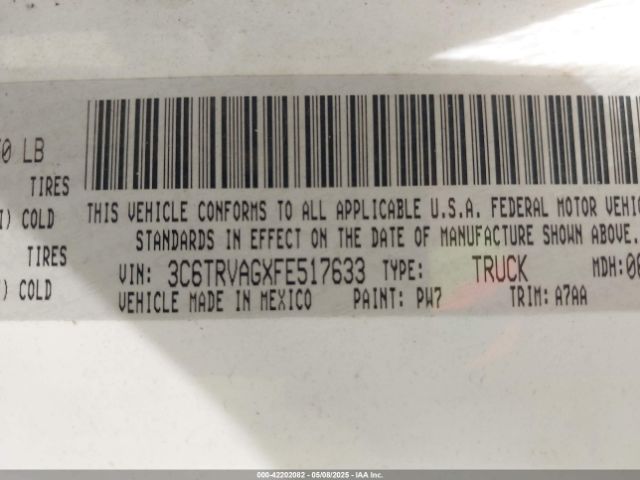 0 LB
TIRES
) COLD
TIRES
) COLD
THIS VEHICLE CONFORMS TO ALL APPLICABLE U.S.A. FEDERAL MOTOR VEHIC
STANDARDS IN EFFECT ON THE DATE OF MANUFACTURE SHOWN ABOVE.
VIN: 3C6TRVAGXFE517633 TYPE: TRUCK MDH: 0
VEHICLE MADE IN MEXICO PAINT: PW7 TRIM: A7AA
000-42202082 - 05/08/2025 - IAA Inc.